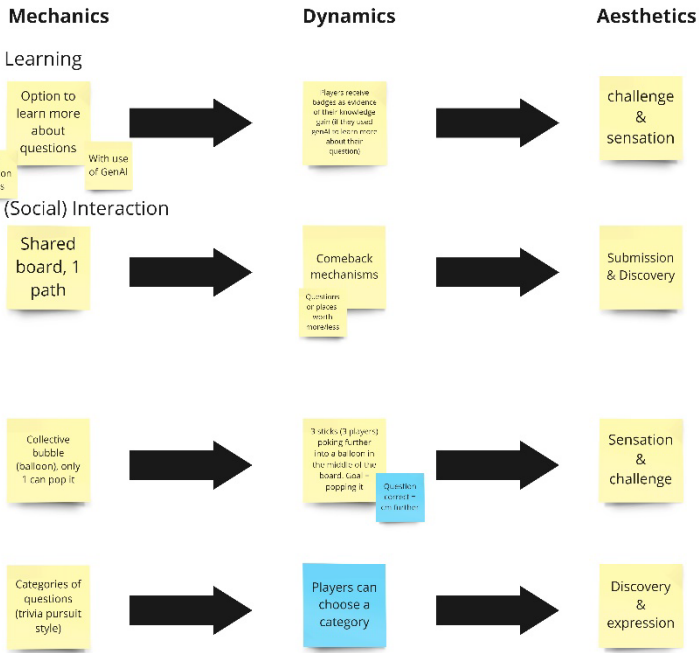 Mechanics
Dynamics
Aesthetics
Learning
Option to
learn more
about
questions
With use
of GenAI
on
s
Players receive
badges as evidence
of their knowledge
gain (if they used
genAI to learn more
about their
question)
challenge
&
sensation
(Social) Interaction
Shared
board, 1
path
Comeback
mechanisms
Questions
or places
worth
more/less
Submission
& Discovery
Collective
bubble
(balloon), only
1 can pop it
3 sticks (3 players)
poking further
into a balloon in
the middle of the
board. Goal =
popping it
Question
correct =
cm further
Sensation
&
challenge
Categories of
questions
(trivia pursuit
style)
Players can
choose a
category
Discovery
&
expression